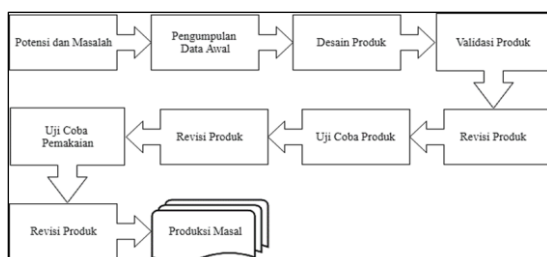 Potensi dan Masalah
Pengumpulan
Data Awal
Desain Produk
Validasi Produk
Revisi Produk
Uji Coba Produk
Revisi Produk
Uji Coba
Pemakaian
Revisi Produk
Produksi Masal